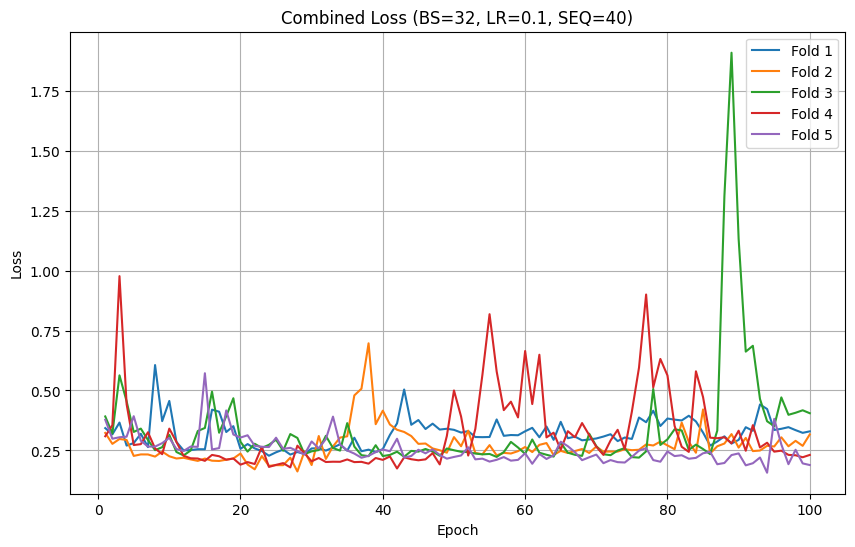 Combined Loss (BS=32, LR=0.1, SEQ=40)
Fold 1
Fold 2
Fold 3
Fold 4
Fold 5
Loss
1.75
1.50
1.25
1.00
0.75
0.50
0.25
0 20 40 60 80 100
Epoch